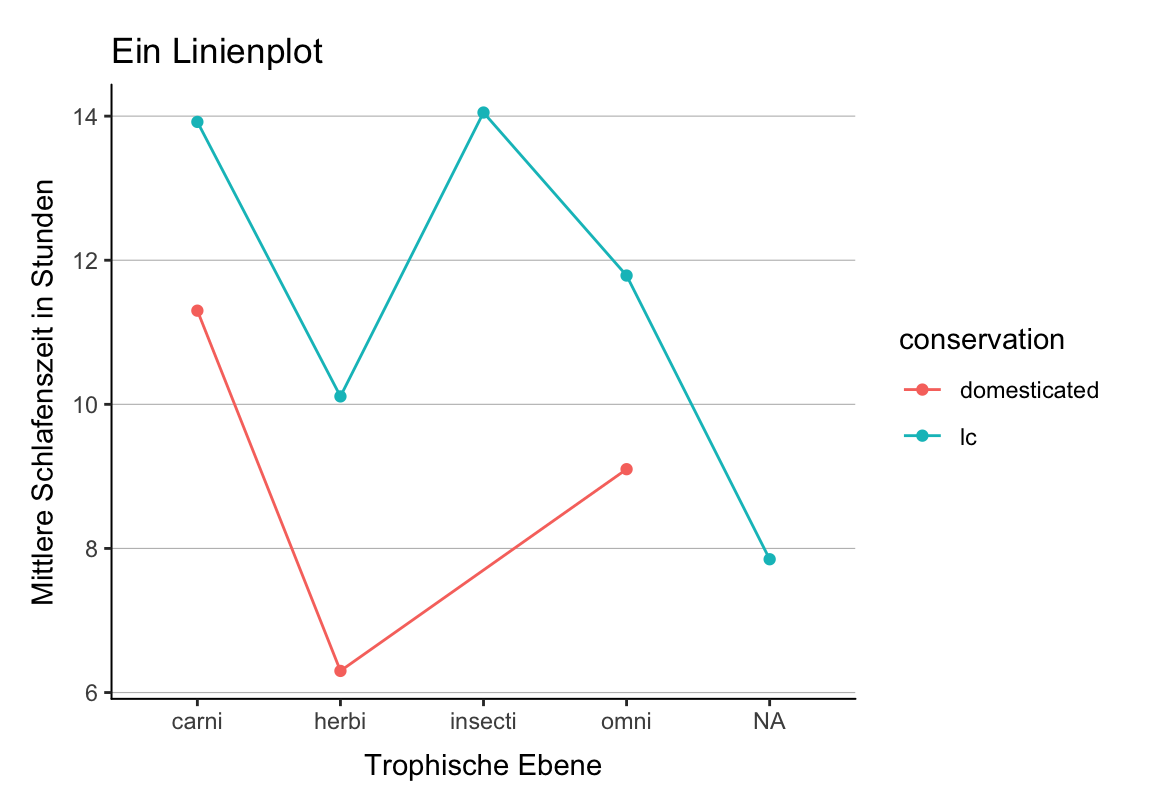 Ein Linienplot
Mittlere Schlafenszeit in Stunden
14
12
10
8
6
carni herbi insecti omni NA
Trophische Ebene
conservation
domesticated
lc